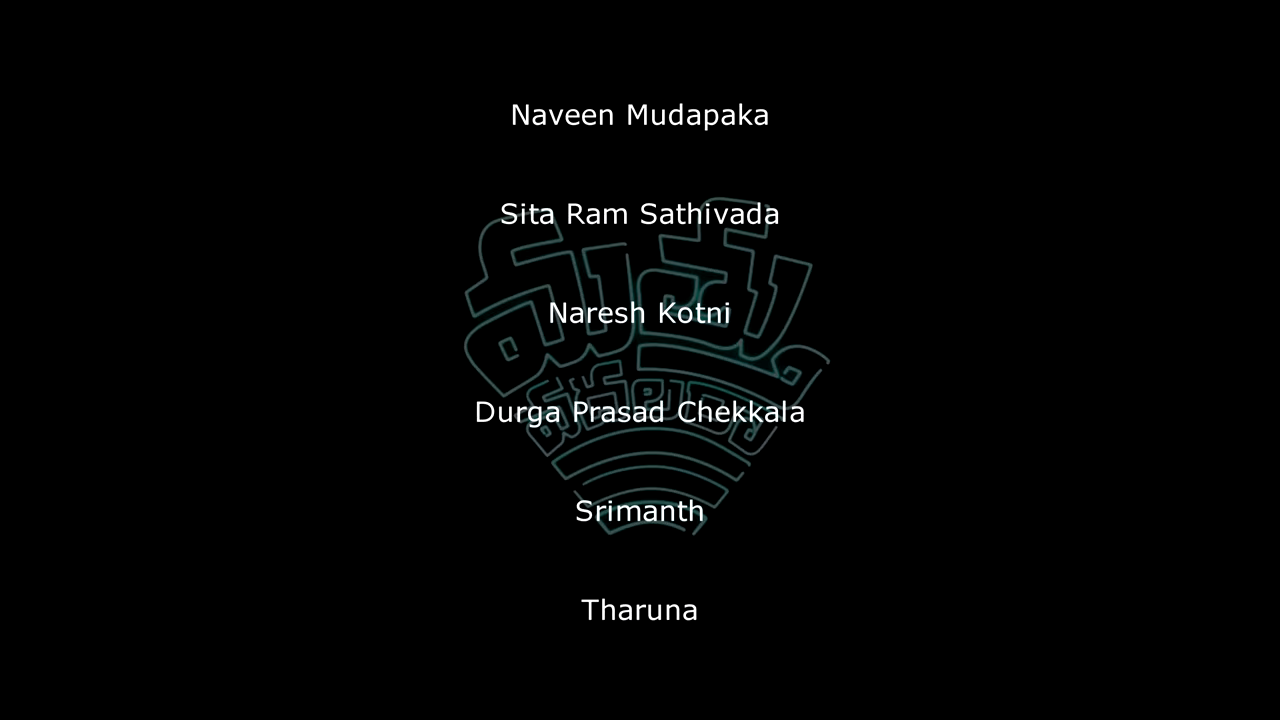 Naveen Mudapaka
Sita Ram Sathivada
Naresh Kotni
Durga Prasad Chekkala
Srimanth
Tharuna